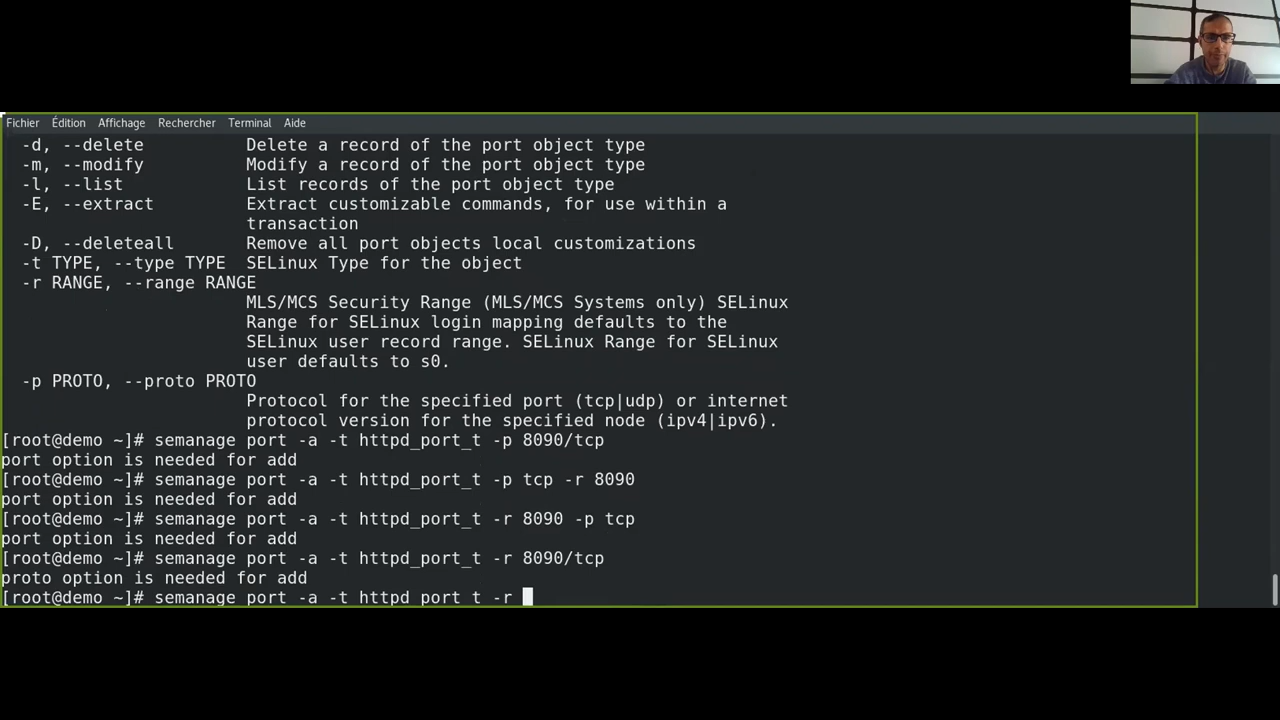 Fichier Édition Affichage Rechercher Terminal Aide
-d, --delete Delete a record of the port object type
-m, --modify Modify a record of the port object type
-l, --list List records of the port object type
-E, --extract Extract customizable commands, for use within a
transaction
-D, --deleteall Remove all port objects local customizations
-t TYPE, --type TYPE SELinux Type for the object
-r RANGE, --range RANGE
MLS/MCS Security Range (MLS/MCS Systems only) SELinux
Range for SELinux login mapping defaults to the
SELinux user record range. SELinux Range for SELinux
user defaults to s0.
-p PROTO, --proto PROTO
Protocol for the specified port (tcp|udp) or internet
protocol version for the specified node (ipv4|ipv6).
[root@demo ~]# semanage port -a -t httpd_port_t -p 8090/tcp
port option is needed for add
[root@demo ~]# semanage port -a -t httpd_port_t -p tcp -r 8090
port option is needed for add
[root@demo ~]# semanage port -a -t httpd_port_t -r 8090 -p tcp
port option is needed for add
[root@demo ~]# semanage port -a -t httpd_port_t -r 8090/tcp
proto option is needed for add
[root@demo ~]# semanage port -a -t httpd port t -r